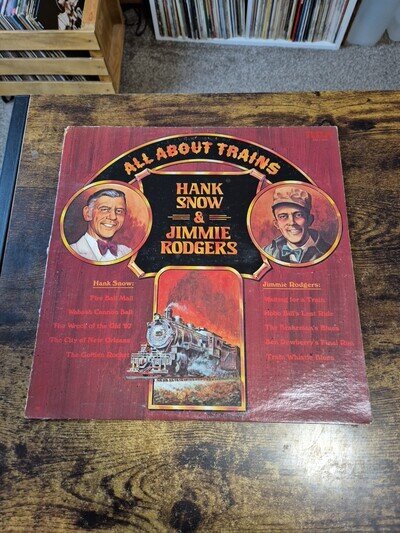 ALL ABOUT TRAINS
HANK
SNOW
&
JIMMIE
RODGERS
Hank Snow:
Fire Ball Mail
Wabash Cannon Ball
The Wreck of the Old '97
The City of New Orleans
The Golden Rocket
Jimmie Rodgers:
Waiting for a Train
Hobo Bill's Last Ride
The Brakeman's Blues
Ben Dewberry's Final Run
Train Whistle Blues